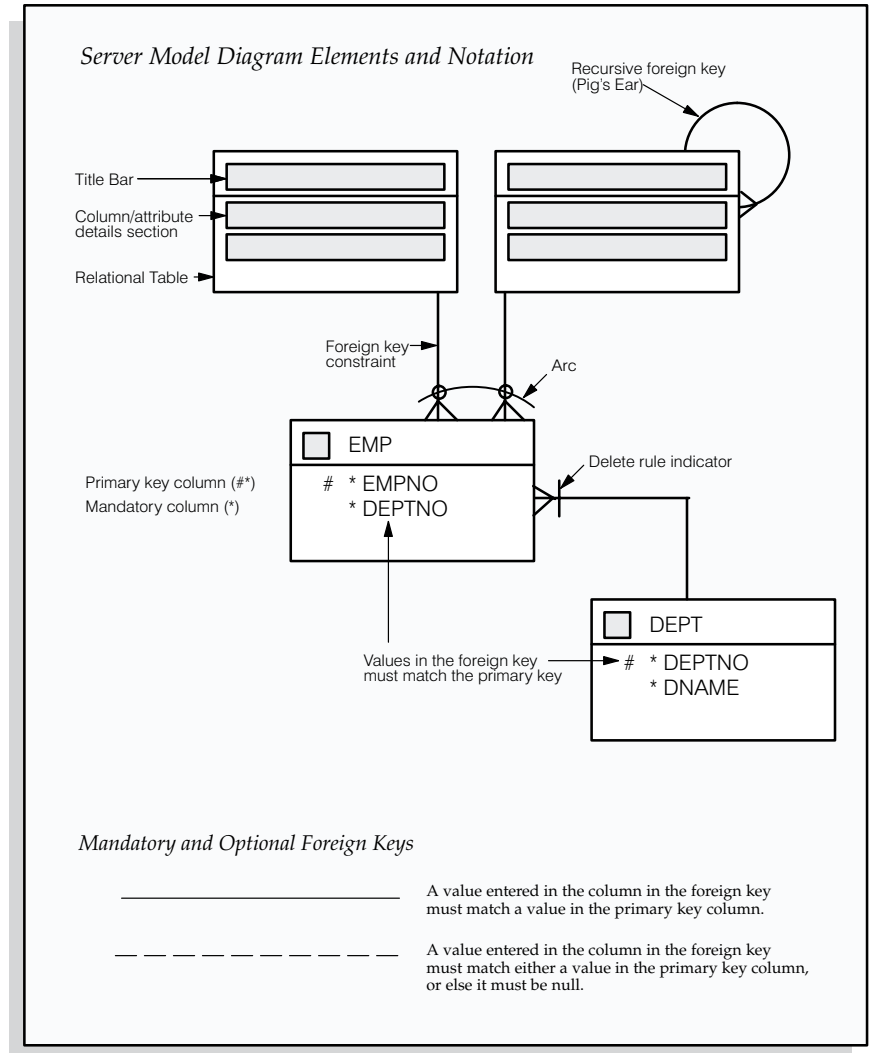 Server Model Diagram Elements and Notation
Recursive foreign key
(Pig's Ear)
Title Bar
Column/attribute
details section
Relational Table
Foreign key
constraint
Arc
EMP
Delete rule indicator
Primary key column (#*)
Mandatory column (*)
# * EMPNO
* DEPTNO
DEPT
Values in the foreign key
must match the primary key
# * DEPTNO
* DNAME
Mandatory and Optional Foreign Keys
A value entered in the column in the foreign key
must match a value in the primary key column.
A value entered in the column in the foreign key
must match either a value in the primary key column,
or else it must be null.